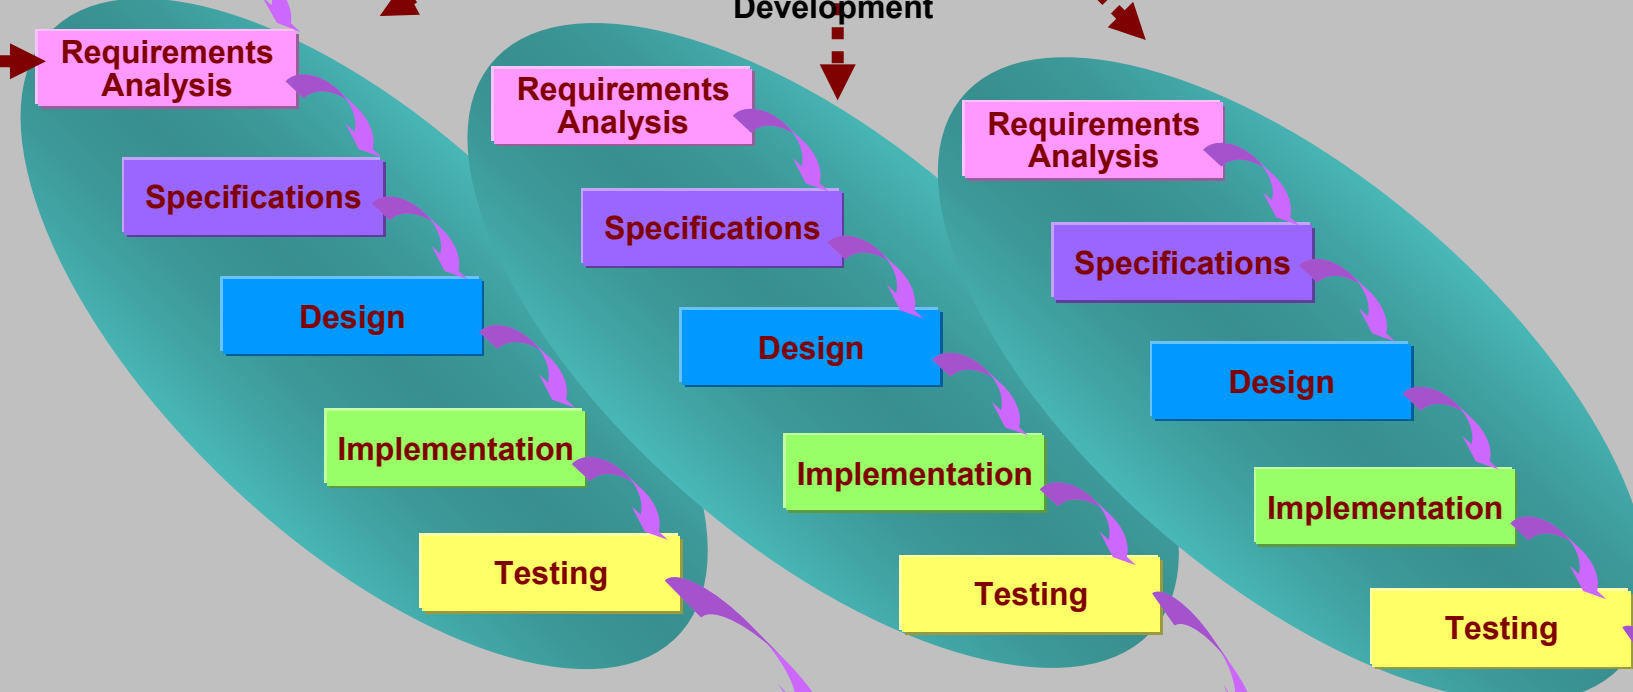 Development
Requirements
Analysis
Specifications
Design
Implementation
Testing
Requirements
Analysis
Specifications
Design
Implementation
Testing
Requirements
Analysis
Specifications
Design
Implementation
Testing